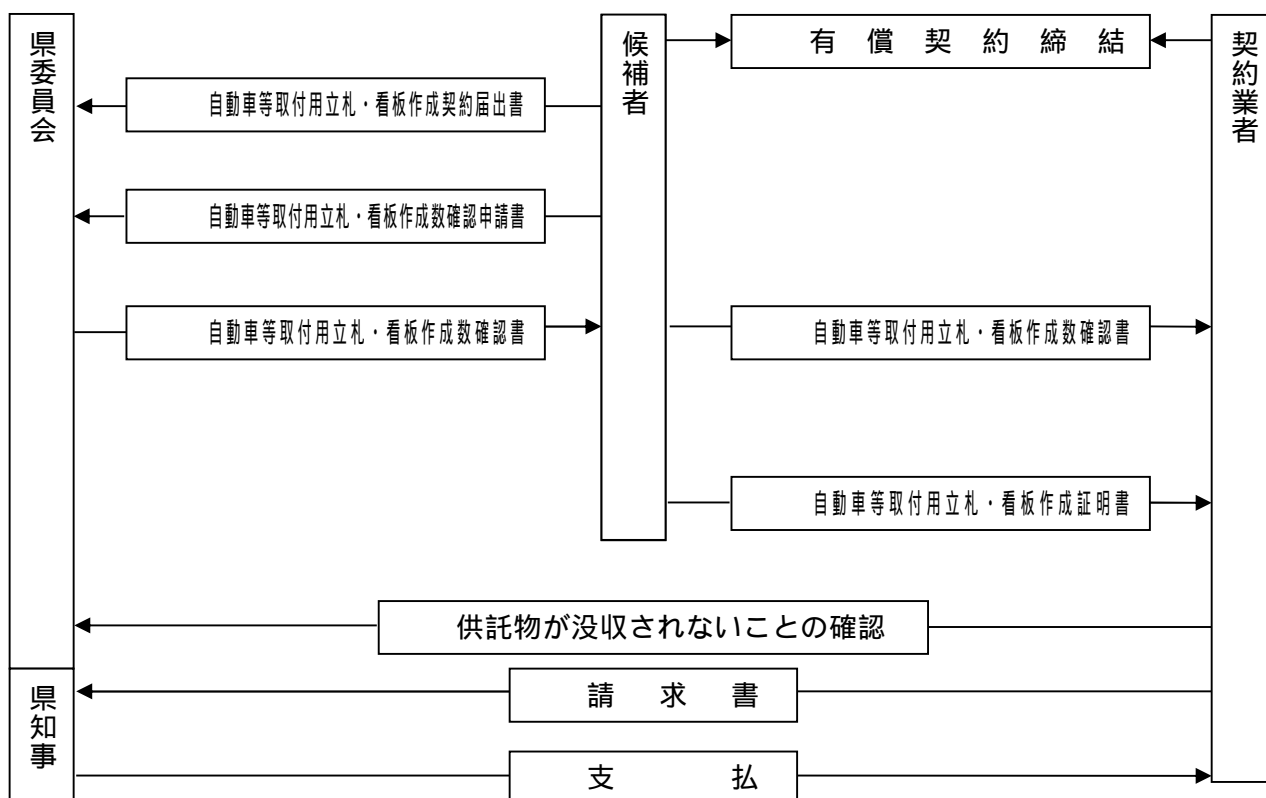 県委員会
候補者
有償契約締結
契約業者
自動車等取付用立札・看板作成契約届出書
自動車等取付用立札・看板作成数確認申請書
自動車等取付用立札・看板作成数確認書
自動車等取付用立札・看板作成数確認書
自動車等取付用立札・看板作成証明書
供託物が没収されないことの確認
県知事
請求書
支払